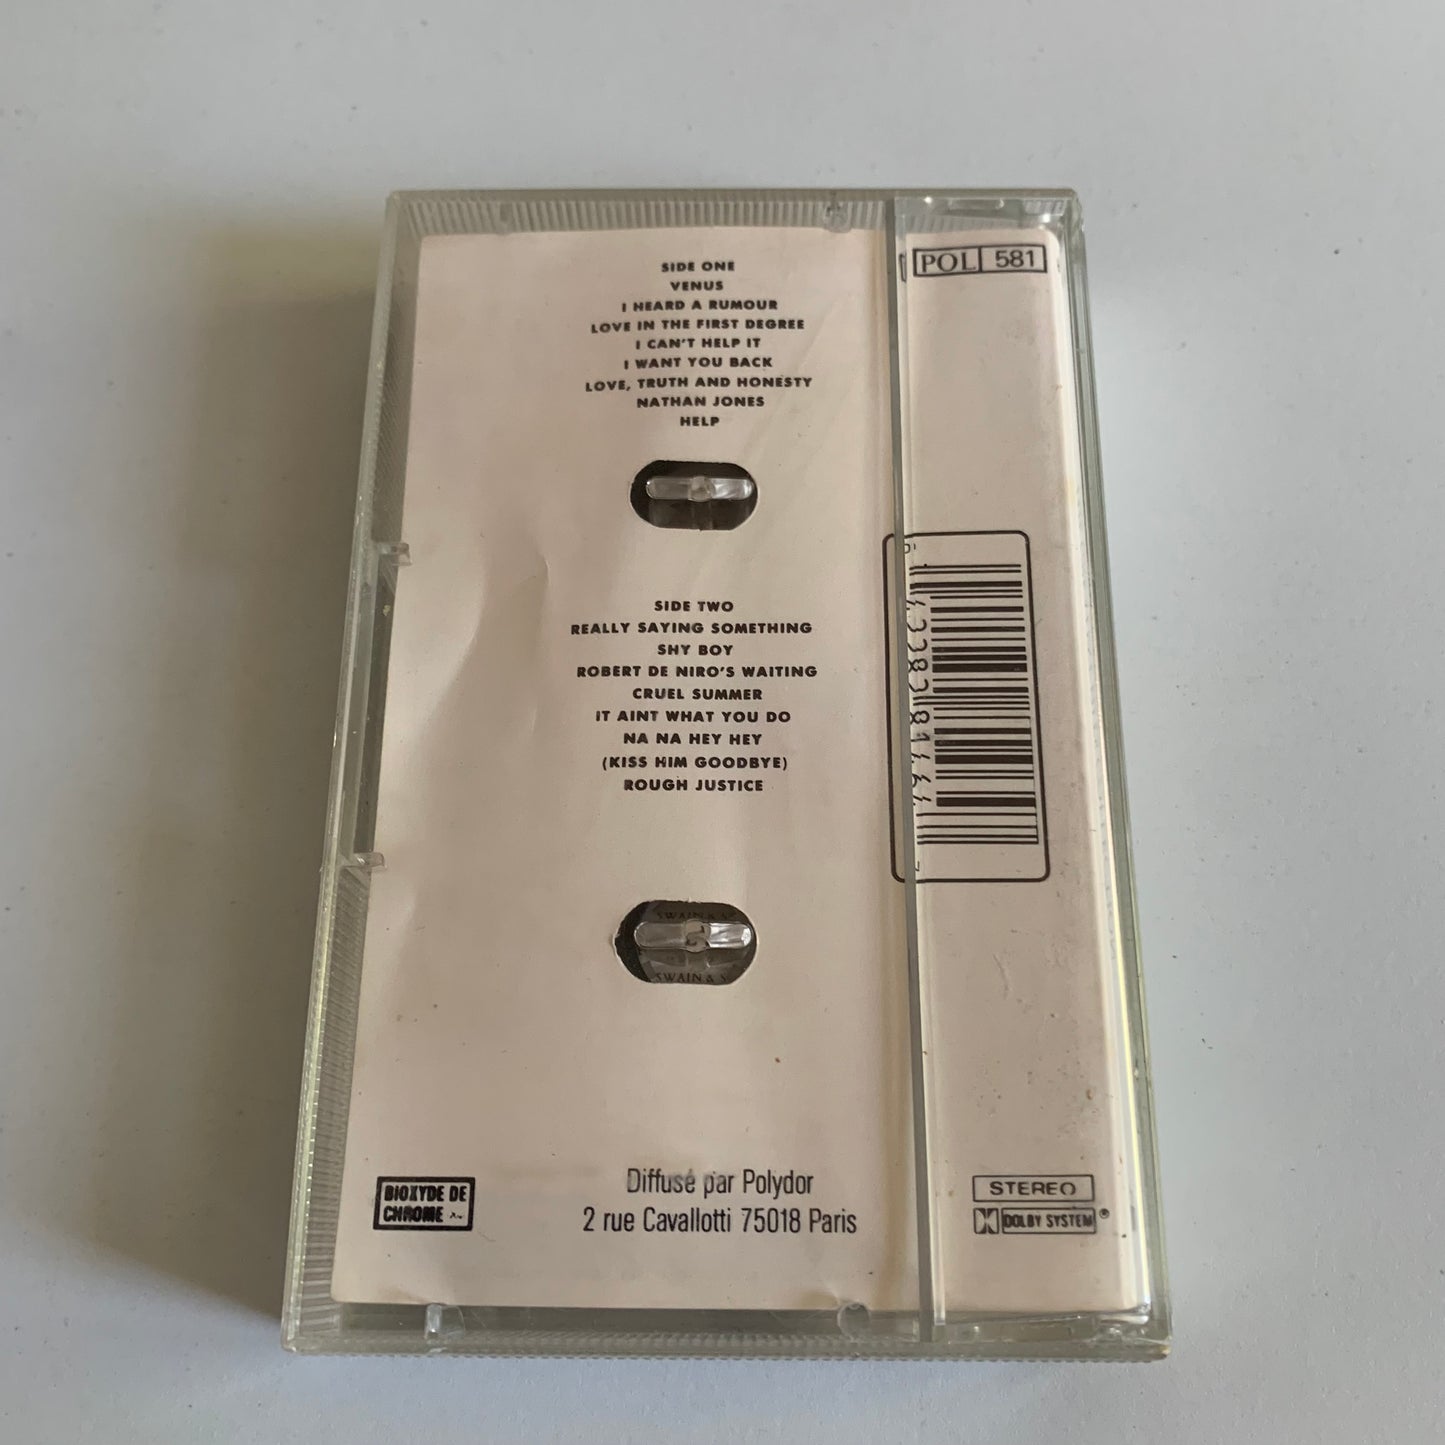 SIDE ONE
VENUS
I HEARD A RUMOUR
LOVE IN THE FIRST DEGREE
I CAN'T HELP IT
I WANT YOU BACK
LOVE, TRUTH AND HONESTY
NATHAN JONES
HELP
SIDE TWO
REALLY SAYING SOMETHING
SHY BOY
ROBERT DE NIRO'S WAITING
CRUEL SUMMER
IT AINT WHAT YOU DO
NA NA HEY HEY
(KISS HIM GOODBYE)
ROUGH JUSTICE
SWAIN &
SWAIN &
Diffusé par Polydor
2 rue Cavallotti 75018 Paris
BIOXYDE DE
CHROME
POL 581
STEREO
DOLBY SYSTEM®